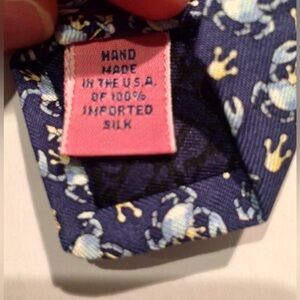 HAND
MADE
IN THE U.S.A.
OF 100%
IMPORTED
SILK